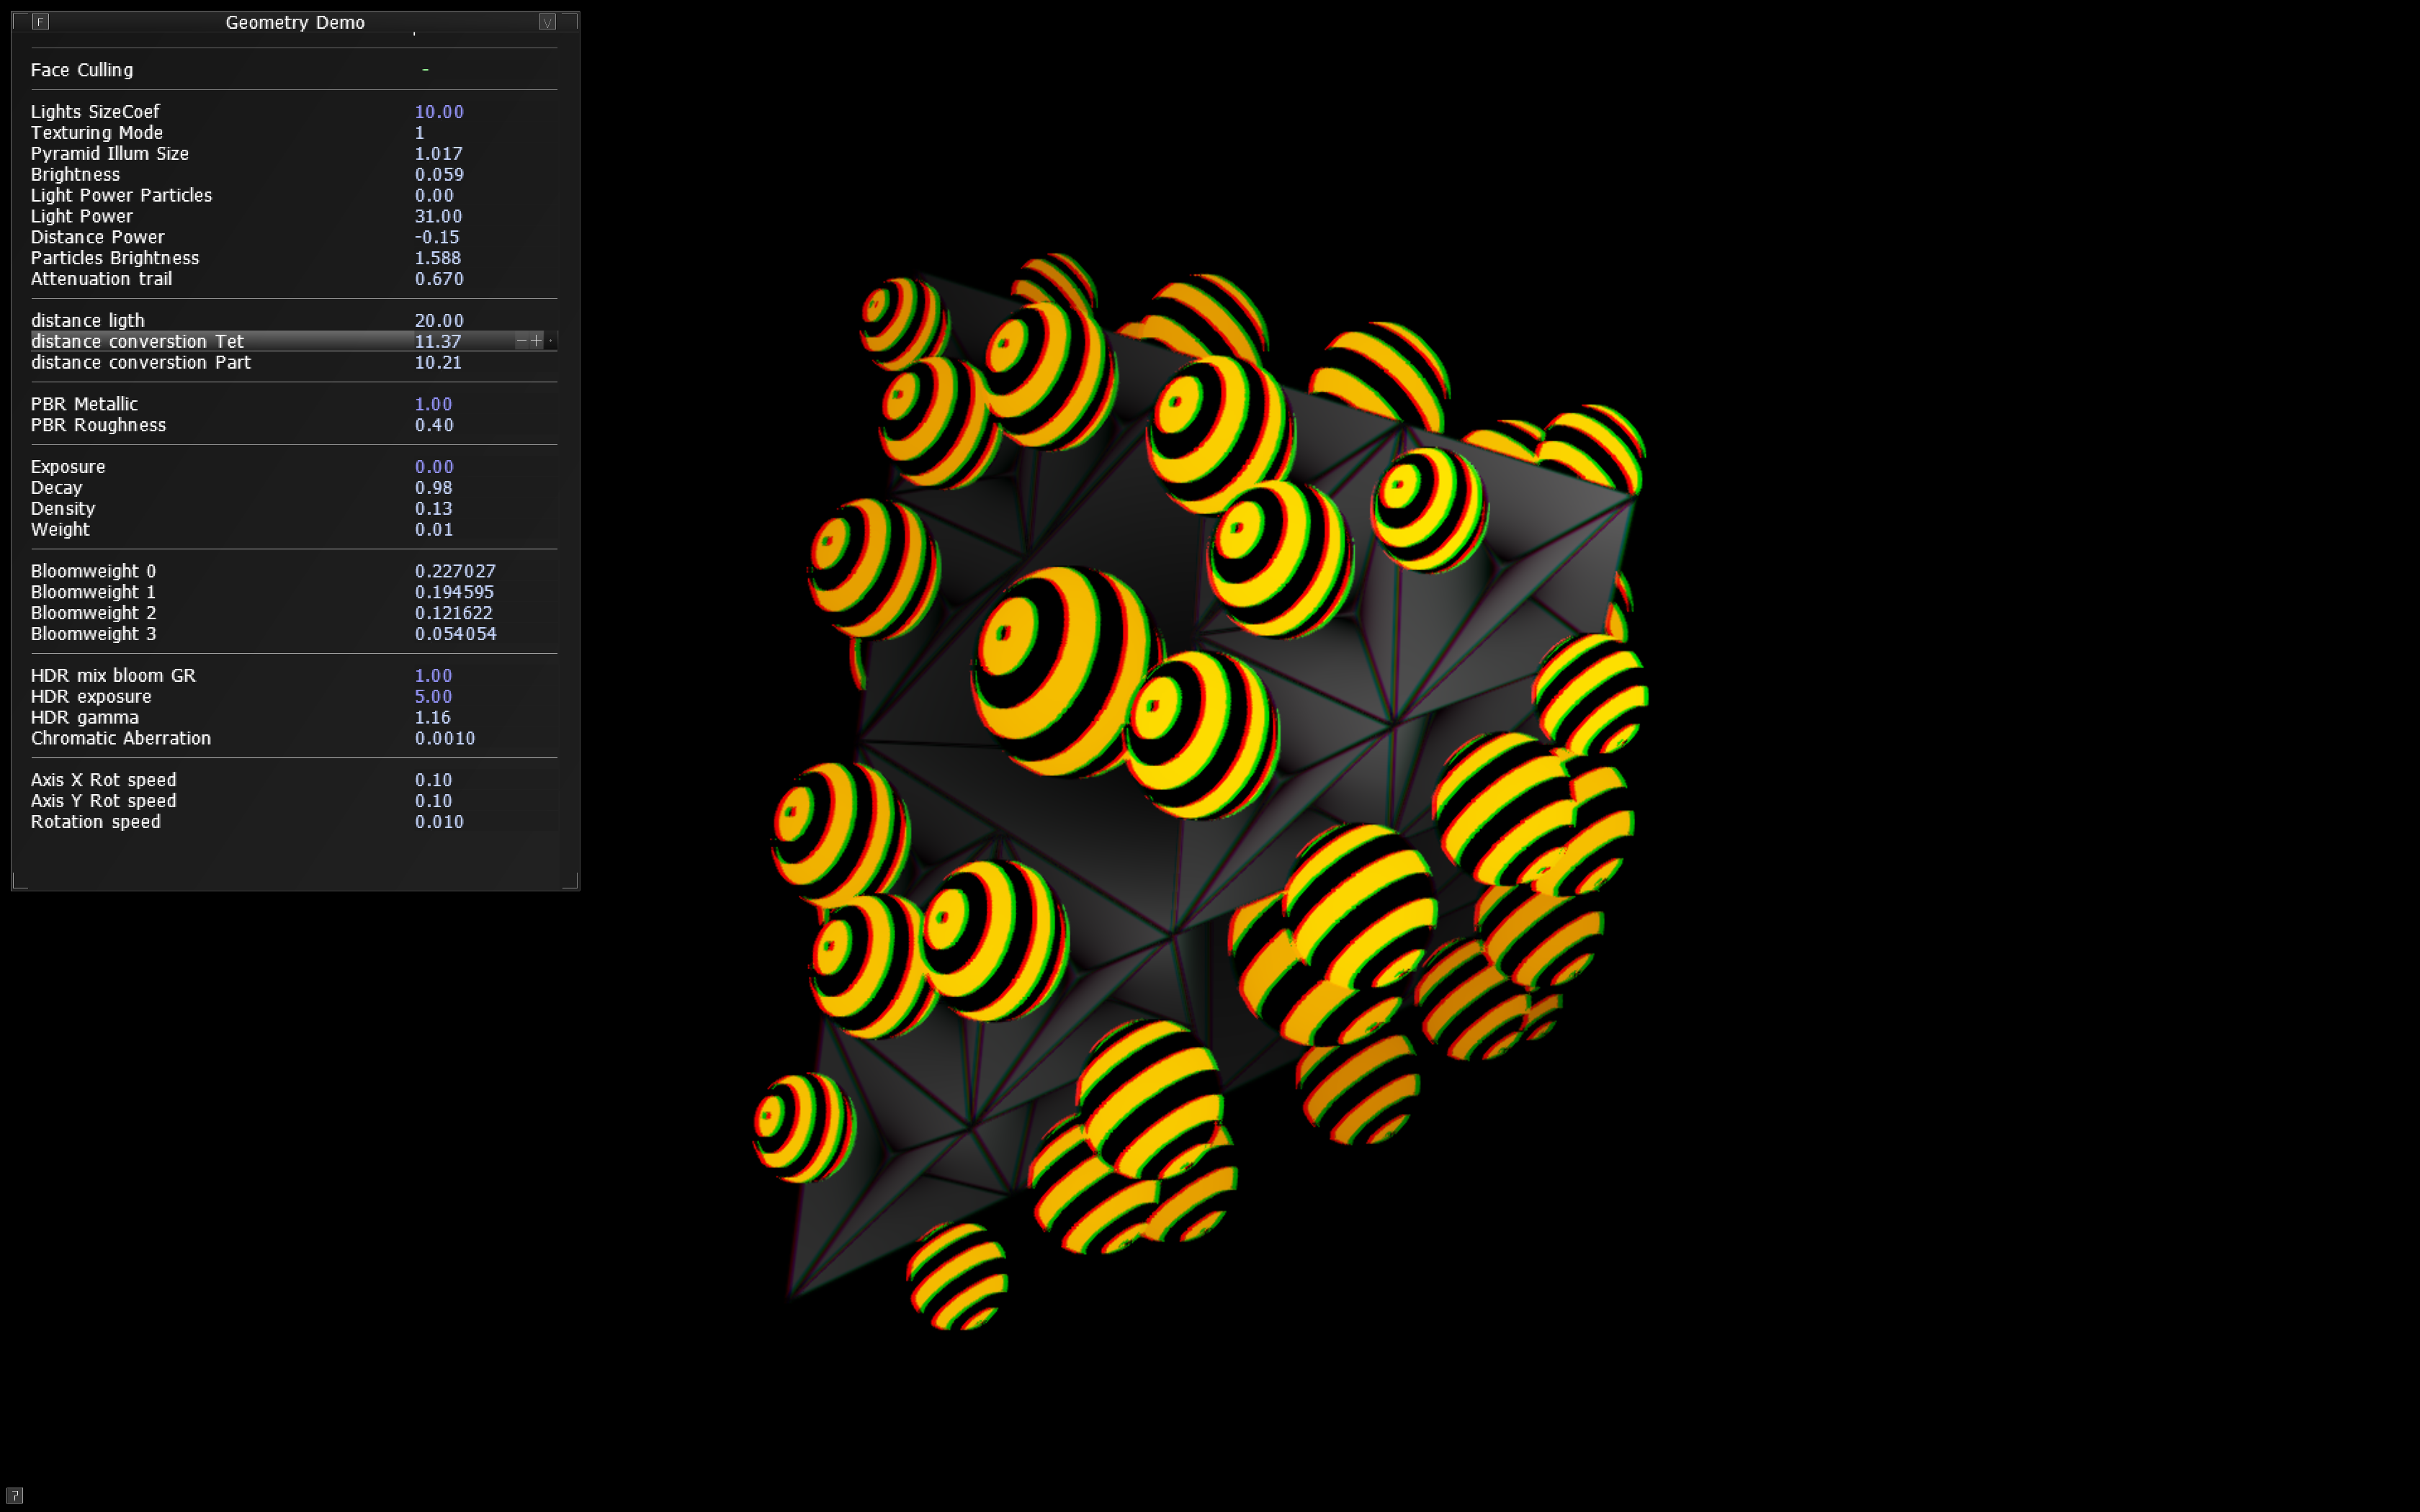 F Geometry Demo V
Face Culling -
Lights SizeCoef 10.00
Texturing Mode 1
Pyramid Illum Size 1.017
Brightness 0.059
Light Power Particles 0.00
Light Power 31.00
Distance Power -0.15
Particles Brightness 1.588
Attenuation trail 0.670
distance ligth 20.00
distance converstion Tet 11.37 -+ ·
distance converstion Part 10.21
PBR Metallic 1.00
PBR Roughness 0.40
Exposure 0.00
Decay 0.98
Density 0.13
Weight 0.01
Bloomweight 0 0.227027
Bloomweight 1 0.194595
Bloomweight 2 0.121622
Bloomweight 3 0.054054
HDR mix bloom GR 1.00
HDR exposure 5.00
HDR gamma 1.16
Chromatic Aberration 0.0010
Axis X Rot speed 0.10
Axis Y Rot speed 0.10
Rotation speed 0.010
?